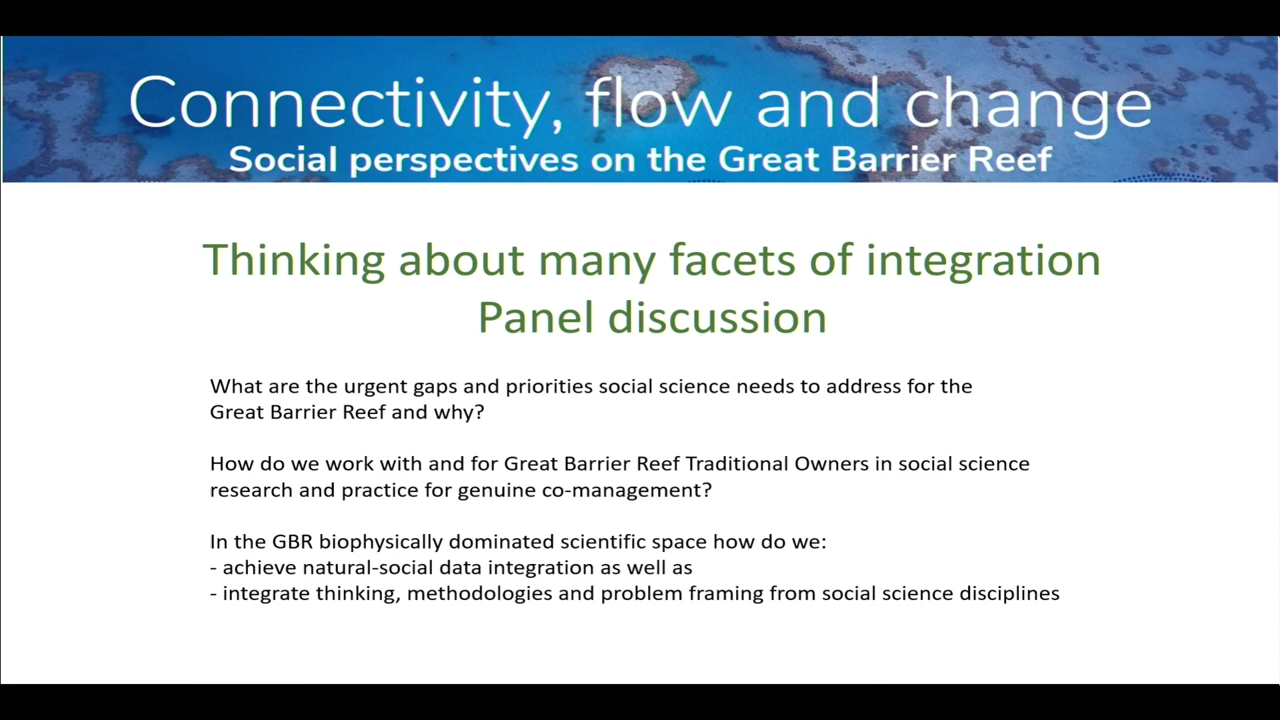 Connectivity, flow and change
Social perspectives on the Great Barrier Reef
Thinking about many facets of integration
Panel discussion
What are the urgent gaps and priorities social science needs to address for the
Great Barrier Reef and why?
How do we work with and for Great Barrier Reef Traditional Owners in social science
research and practice for genuine co-management?
In the GBR biophysically dominated scientific space how do we:
- achieve natural-social data integration as well as
- integrate thinking, methodologies and problem framing from social science disciplines